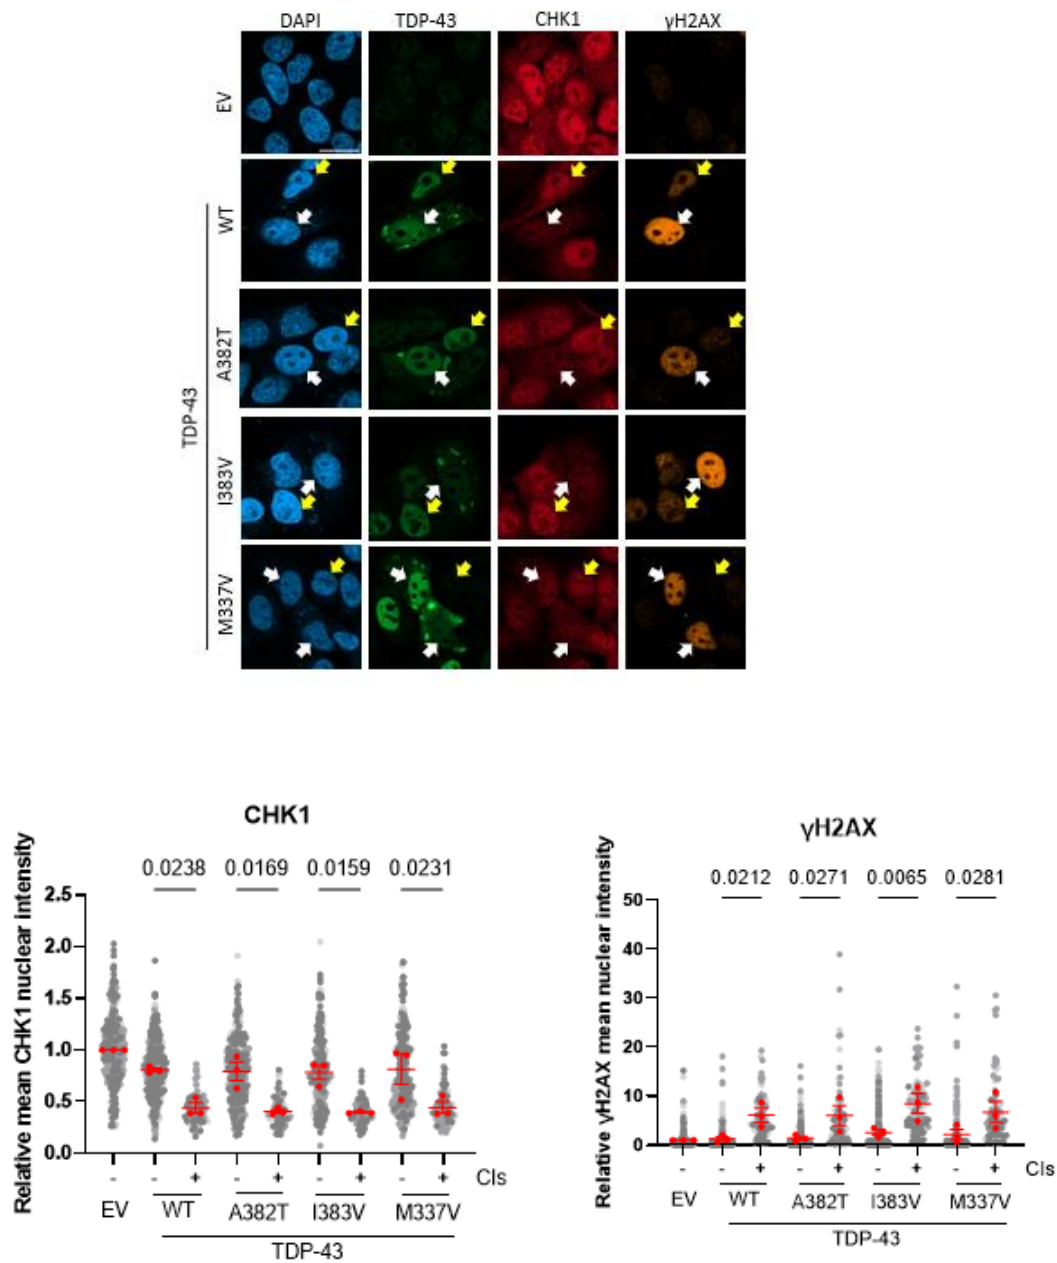 DAPI TDP-43 CHK1 γH2AX
EV
WT
A382T
I383V
M337V
TDP-43
CHK1
0.0238 0.0169 0.0159 0.0231
Relative mean CHK1 nuclear intensity
2.5
2.0
1.5
1.0
0.5
0.0
- - + - + - + - + CIs
EV WT A382T I383V M337V
TDP-43
γH2AX
0.0212 0.0271 0.0065 0.0281
Relative γH2AX mean nuclear intensity
50
40
30
20
10
0
- - + - + - + - + CIs
EV WT A382T I383V M337V
TDP-43